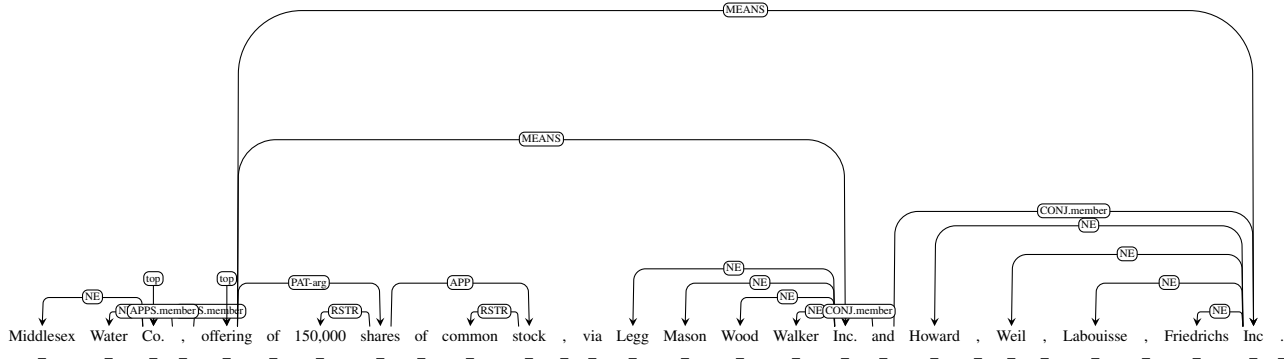 MEANS
MEANS
CONJ.member
NE
NE
top top PAT-arg APP NE NE
NE NE NE
APPS.member RSTR RSTR NE CONJ.member NE
Middlesex Water Co. , offering of 150,000 shares of common stock , via Legg Mason Wood Walker Inc. and Howard , Weil , Labouisse , Friedrichs Inc .
_ _ _ _ _ _ _ _ _ _ _ _ _ _ _ _ _ _ _ _ _ _ _ _ _ _ _